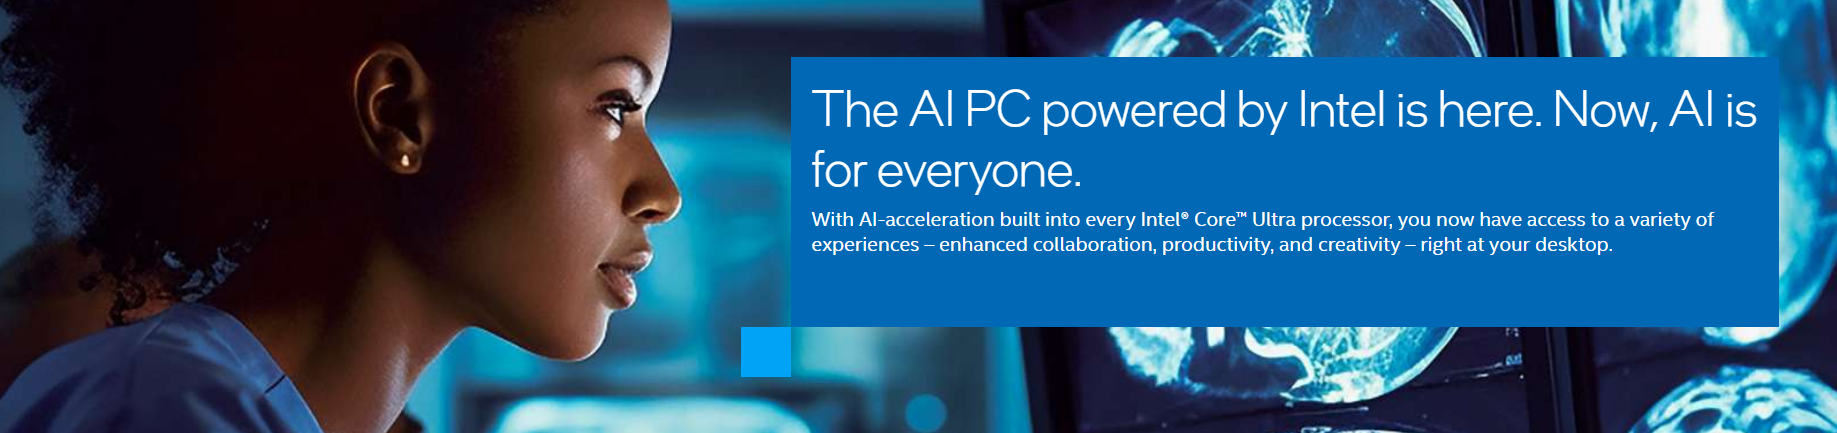 The AI PC powered by Intel is here. Now, AI is
for everyone.
With AI-acceleration built into every Intel® Core™ Ultra processor, you now have access to a variety of
experiences – enhanced collaboration, productivity, and creativity – right at your desktop.